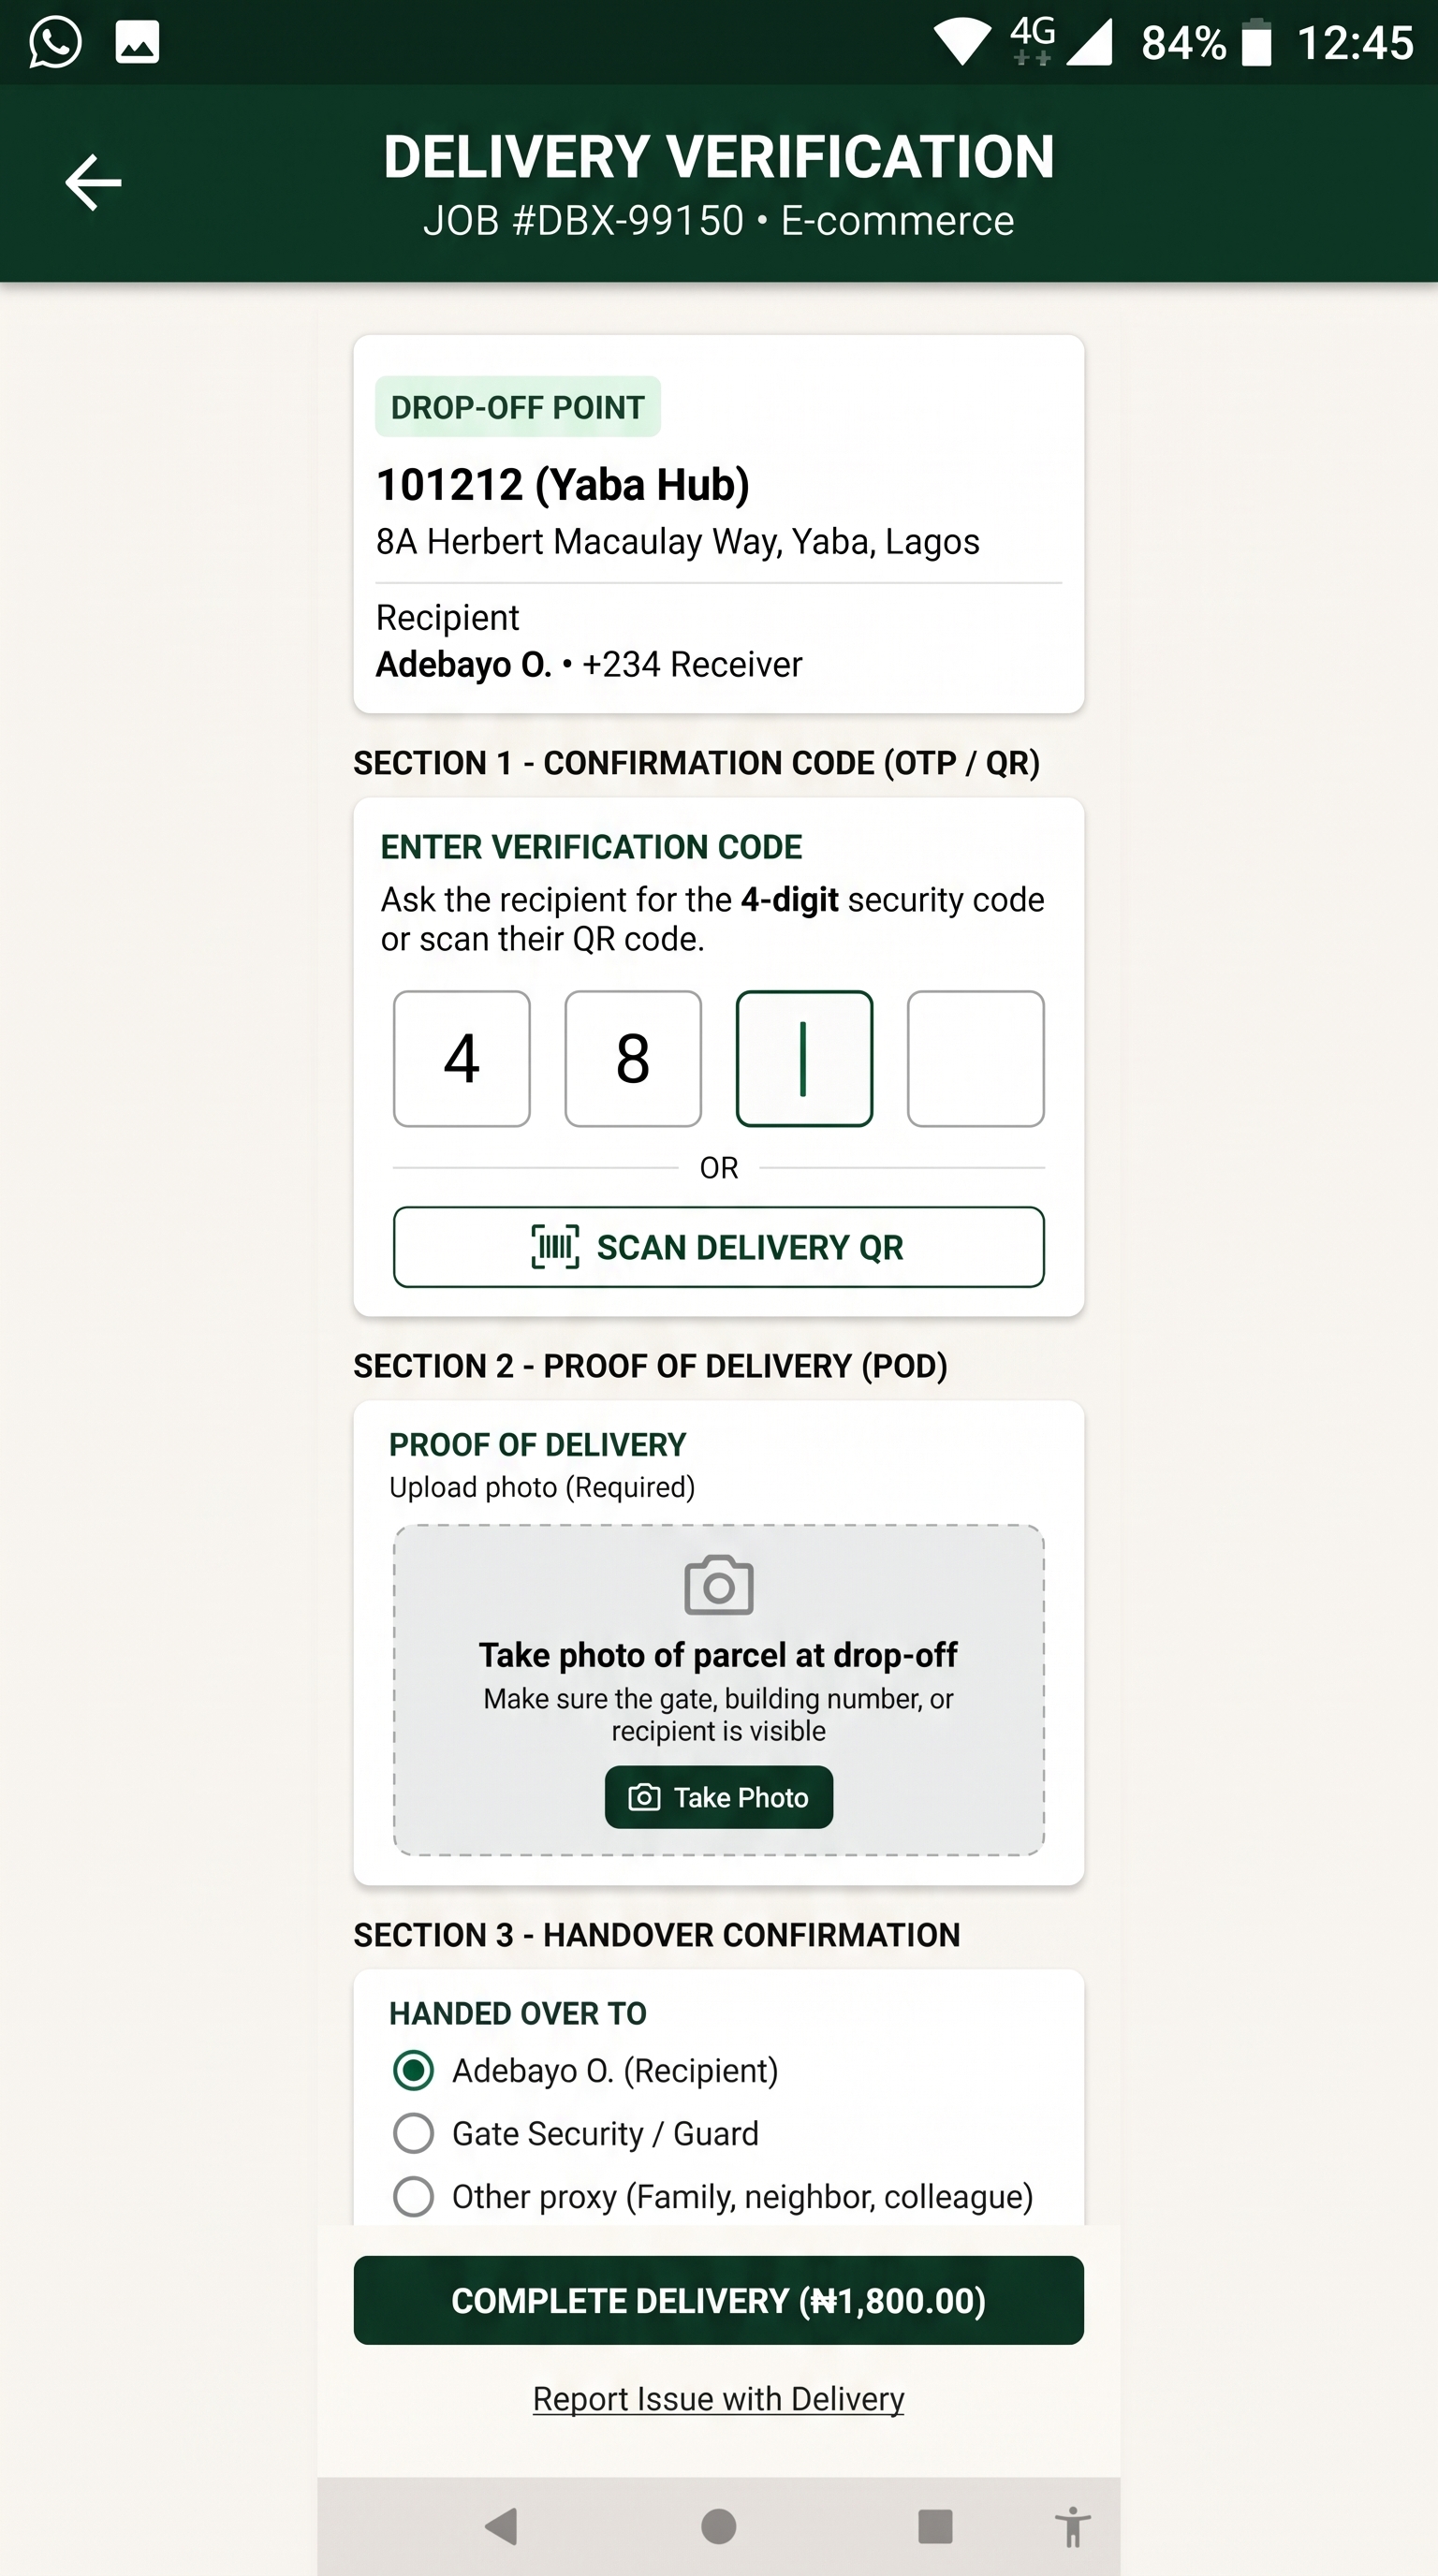 4G
84%
12:45
DELIVERY VERIFICATION
JOB #DBX-99150 • E-commerce
DROP-OFF POINT
101212 (Yaba Hub)
8A Herbert Macaulay Way, Yaba, Lagos
Recipient
Adebayo O. • +234 Receiver
SECTION 1 - CONFIRMATION CODE (OTP / QR)
ENTER VERIFICATION CODE
Ask the recipient for the 4-digit security code
or scan their QR code.
4 8
OR
SCAN DELIVERY QR
SECTION 2 - PROOF OF DELIVERY (POD)
PROOF OF DELIVERY
Upload photo (Required)
Take photo of parcel at drop-off
Make sure the gate, building number, or
recipient is visible
Take Photo
SECTION 3 - HANDOVER CONFIRMATION
HANDED OVER TO
Adebayo O. (Recipient)
Gate Security / Guard
Other proxy (Family, neighbor, colleague)
COMPLETE DELIVERY (₦1,800.00)
Report Issue with Delivery